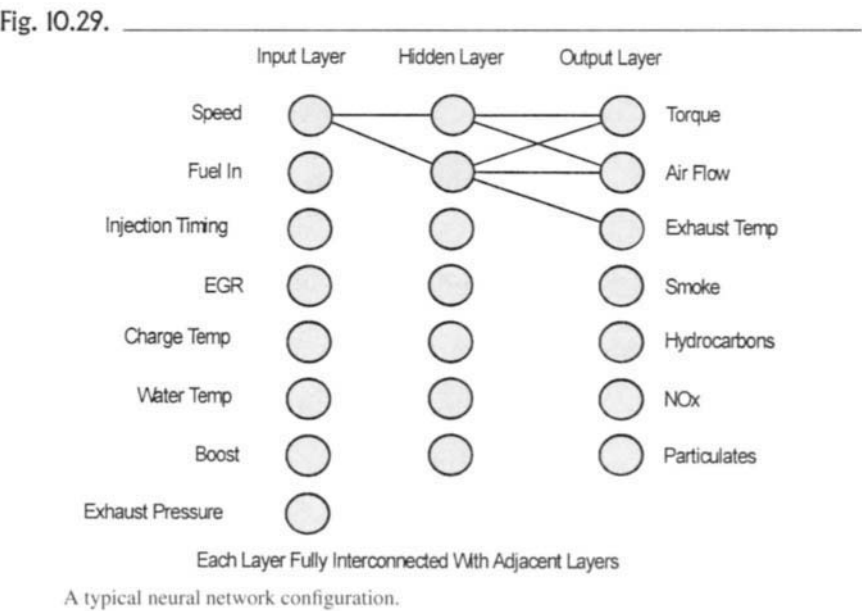 Fig. 10.29.
Input Layer Hidden Layer Output Layer
Speed Torque
Fuel In Air Flow
Injection Timing Exhaust Temp
EGR Smoke
Charge Temp Hydrocarbons
Water Temp NOx
Boost Particulates
Exhaust Pressure
Each Layer Fully Interconnected With Adjacent Layers
A typical neural network configuration.